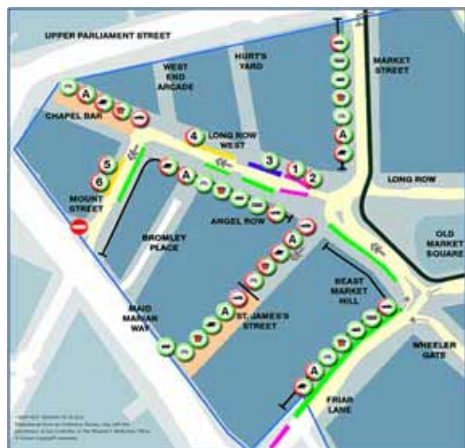 UPPER PARLIAMENT STREET
WEST
END
ARCADE
HURT'S
YARD
MARKET
STREET
A
A
CHAPEL BAR
4
LONG ROW
WEST
3
1
2
5
6
A
LONG ROW
MOUNT
STREET
ANGEL ROW
A
OLD
MARKET
SQUARE
BROMLEY
PLACE
BEAST
MARKET
HILL
MAID
MARIAN
WAY
A
ST. JAMES'S
STREET
WHEELER
GATE
A
FRIAR
LANE